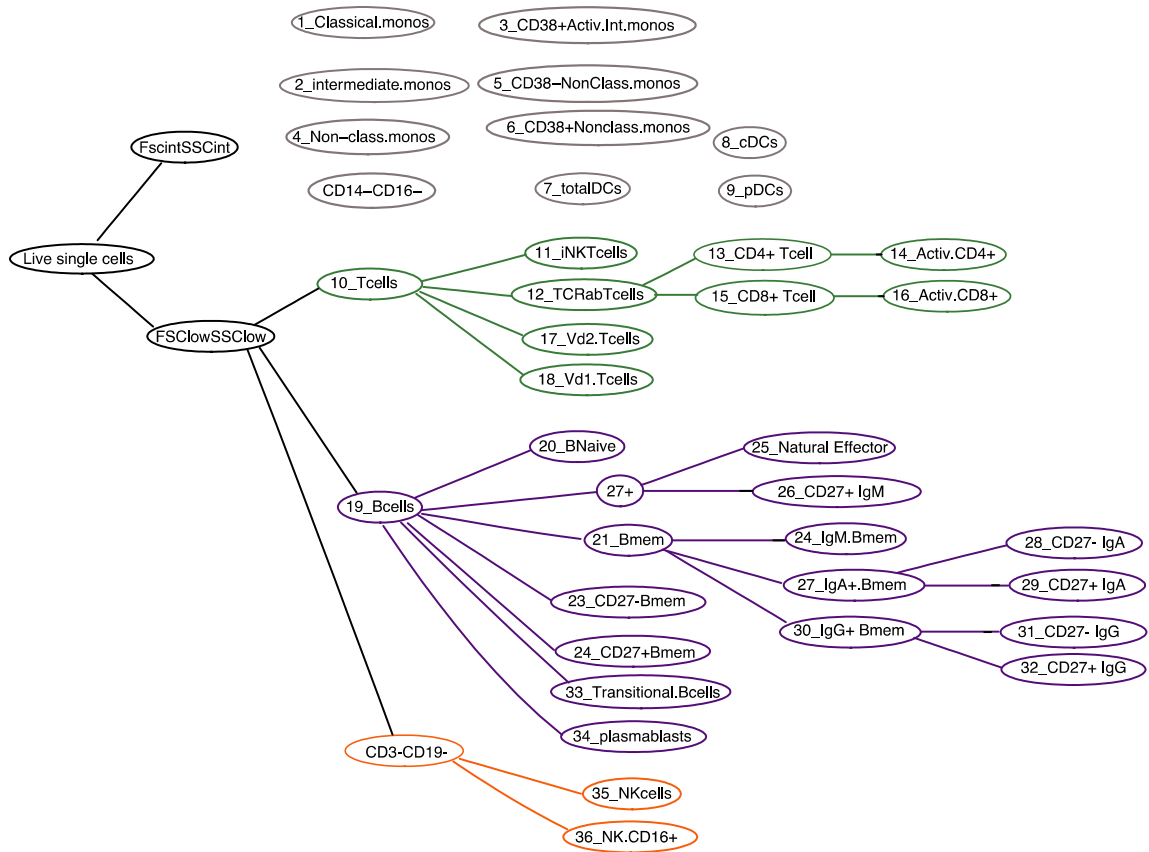 1_Classical.monos
3_CD38+Activ.Int.monos
2_intermediate.monos
5_CD38–NonClass.monos
4_Non–class.monos
6_CD38+Nonclass.monos
8_cDCs
FscintSSCint
CD14–CD16–
7_totalDCs
9_pDCs
Live single cells
11_iNKTcells
13_CD4+ Tcell
14_Activ.CD4+
10_Tcells
12_TCRabTcells
15_CD8+ Tcell
16_Activ.CD8+
FSClowSSClow
17_Vd2.Tcells
18_Vd1.Tcells
20_BNaive
25_Natural Effector
27+
26_CD27+ IgM
19_Bcells
21_Bmem
24_IgM.Bmem
28_CD27- IgA
27_IgA+.Bmem
29_CD27+ IgA
23_CD27-Bmem
30_IgG+ Bmem
31_CD27- IgG
24_CD27+Bmem
32_CD27+ IgG
33_Transitional.Bcells
34_plasmablasts
CD3-CD19-
35_NKcells
36_NK.CD16+